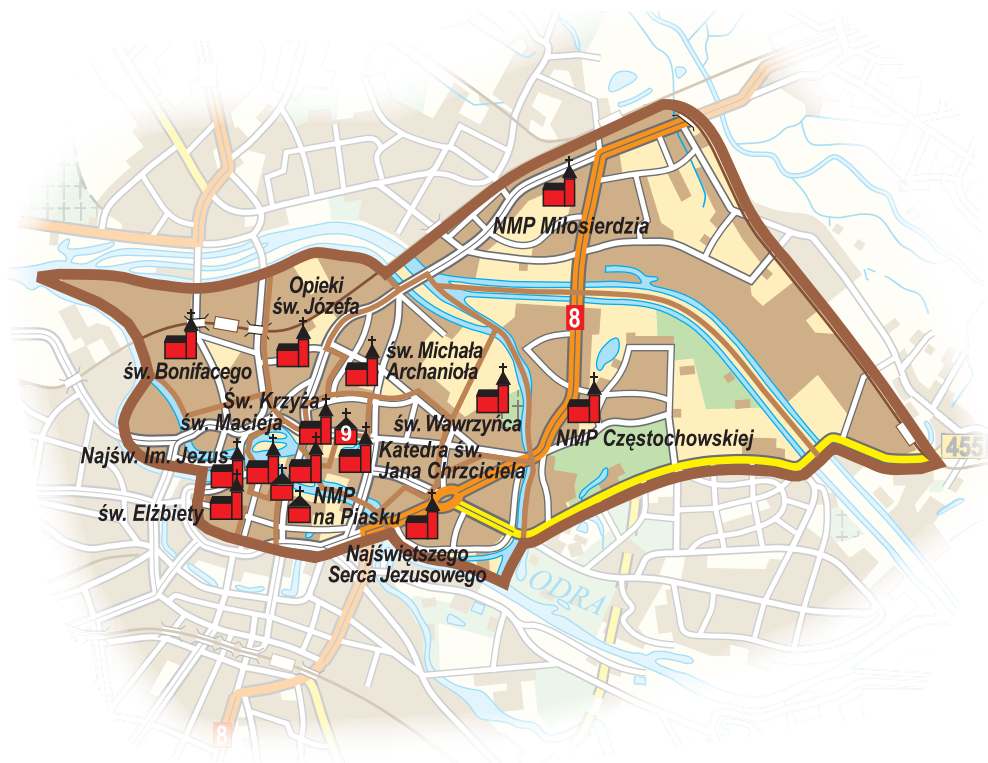 NMP Miłosierdzia
Opieki
św. Józefa
8
św. Michała
Archanioła
św. Bonifacego
Św. Krzyża
św. Macieja
9
św. Wawrzyńca
NMP Częstochowskiej
455
Najśw. Im. Jezus
Katedra św.
Jana Chrzciciela
św. Elżbiety
NMP
na Piasku
Najświętszego
Serca Jezusowego
ODRA
8